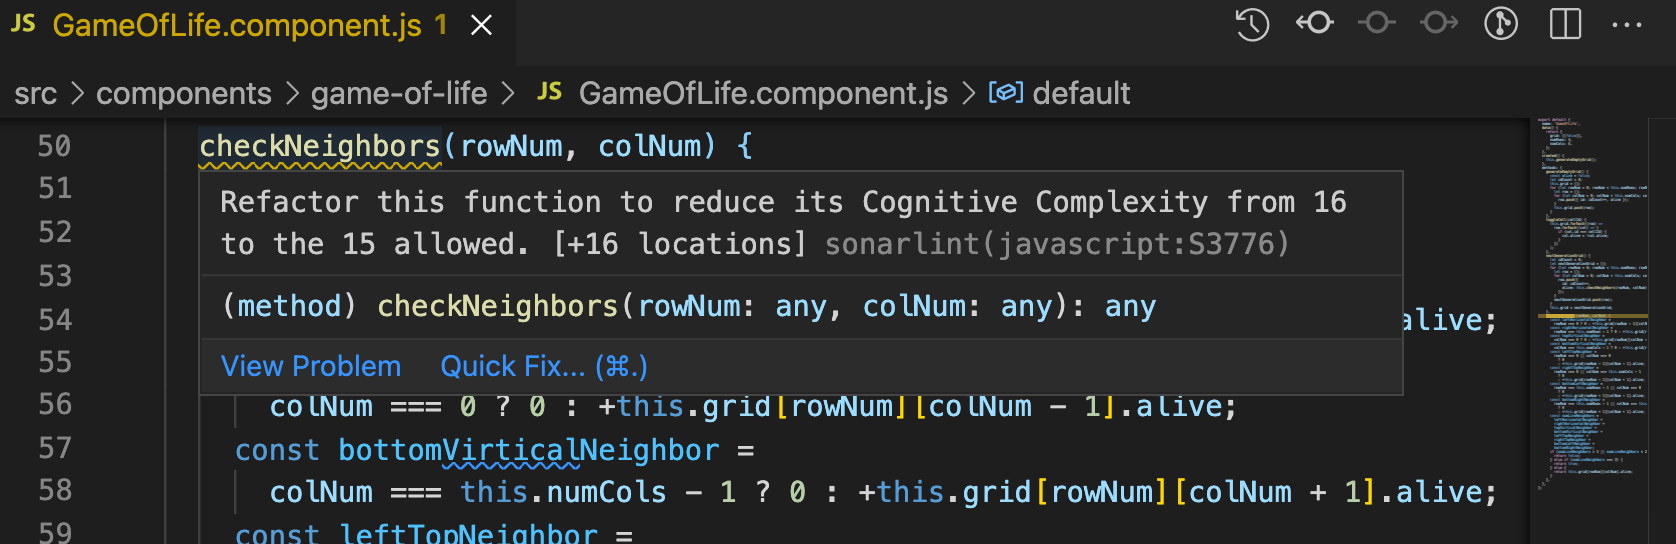 JS GameOfLife.component.js 1
src > components > game-of-life > JS GameOfLife.component.js > default
50 checkNeighbors(rowNum, colNum) {
51
Refactor this function to reduce its Cognitive Complexity from 16
52
to the 15 allowed. [+16 locations] sonarlint(javascript:S3776)
53
(method) checkNeighbors(rowNum: any, colNum: any): any
54 alive;
55
View Problem Quick Fix... (⌘.)
56 colNum === 0 ? 0 : +this.grid[rowNum][colNum - 1].alive;
57 const bottomVirticalNeighbor =
58 colNum === this.numCols - 1 ? 0 : +this.grid[rowNum][colNum + 1].alive;
59 const leftTopNeighbor =